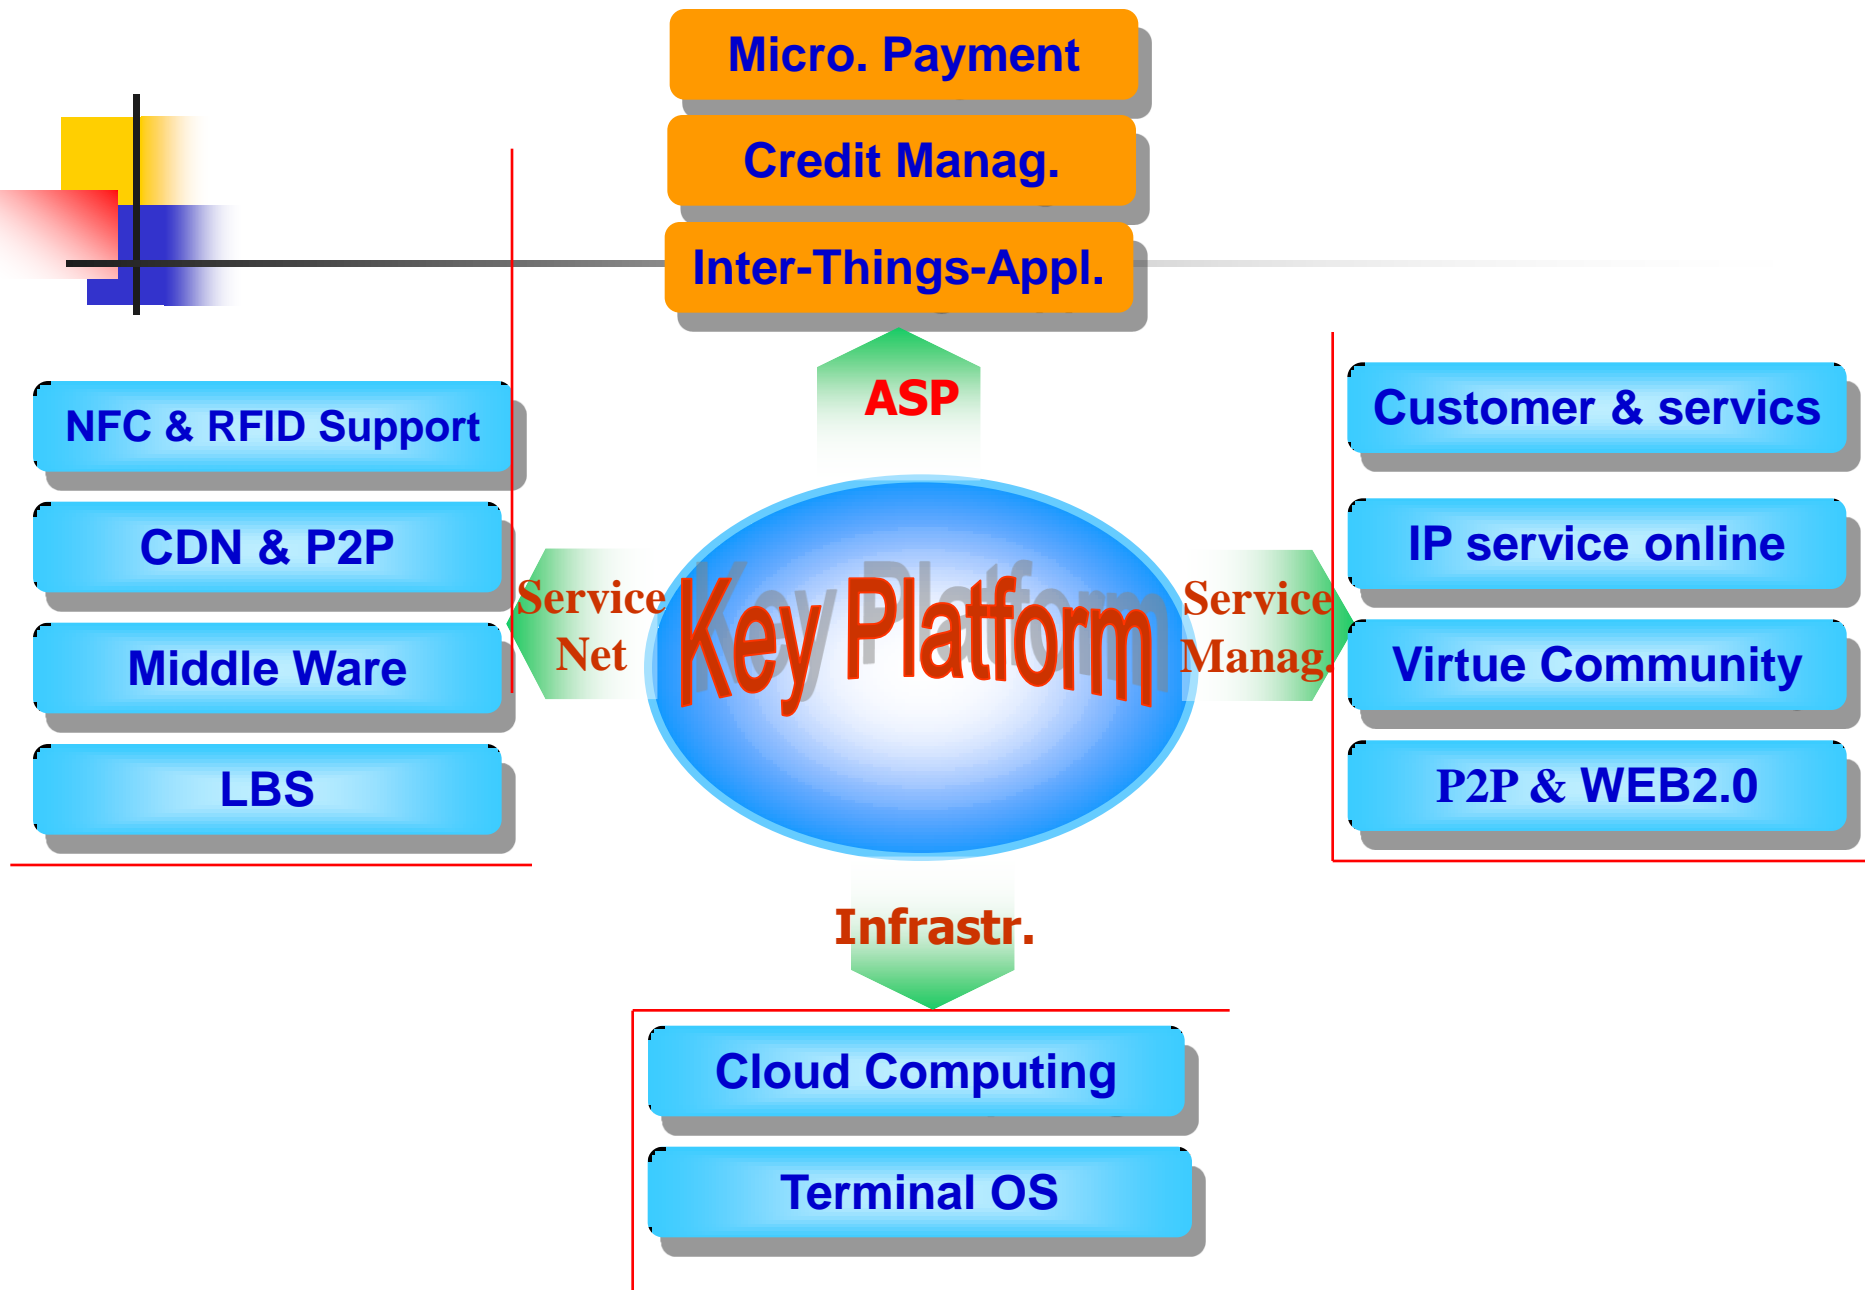 Micro. Payment
Credit Manag.
Inter-Things-Appl.
ASP
NFC & RFID Support
CDN & P2P
Middle Ware
LBS
Service
Net
Key Platform
Service
Manag.
Customer & servics
IP service online
Virtue Community
P2P & WEB2.0
Infrastr.
Cloud Computing
Terminal OS